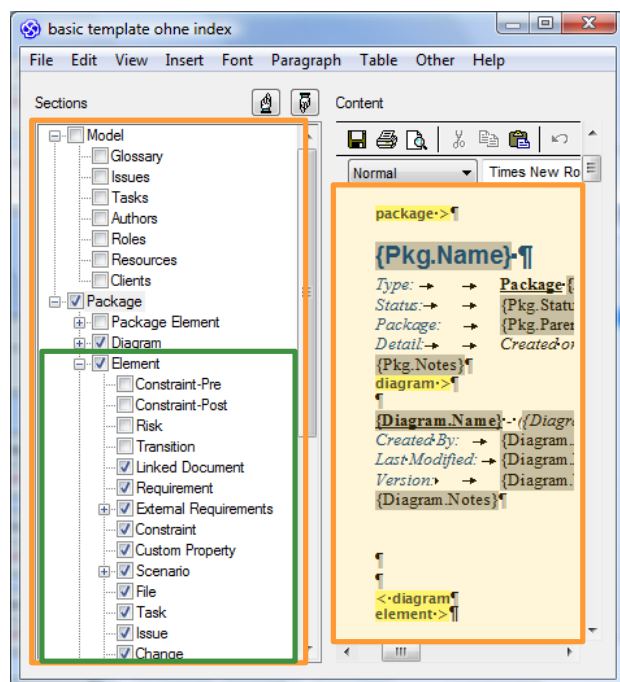 basic template ohne index
File Edit View Insert Font Paragraph Table Other Help
Sections
Model
Glossary
Issues
Tasks
Authors
Roles
Resources
Clients
Package
Package Element
Diagram
Element
Constraint-Pre
Constraint-Post
Risk
Transition
Linked Document
Requirement
External Requirements
Constraint
Custom Property
Scenario
File
Task
Issue
Change
Content
Normal Times New Ro
package·>¶
{Pkg.Name}·¶
Type: → → Package·{
Status:→ → {Pkg.Statu
Package: → {Pkg.Paren
Detail:→ → Created·on
{Pkg.Notes}¶
diagram·>¶
¶
{Diagram.Name}·-·({Diagra
Created·By: → {Diagram.
Last·Modified: → {Diagram.
Version:→ → {Diagram.
{Diagram.Notes}¶
¶
¶
<·diagram¶
element·>¶